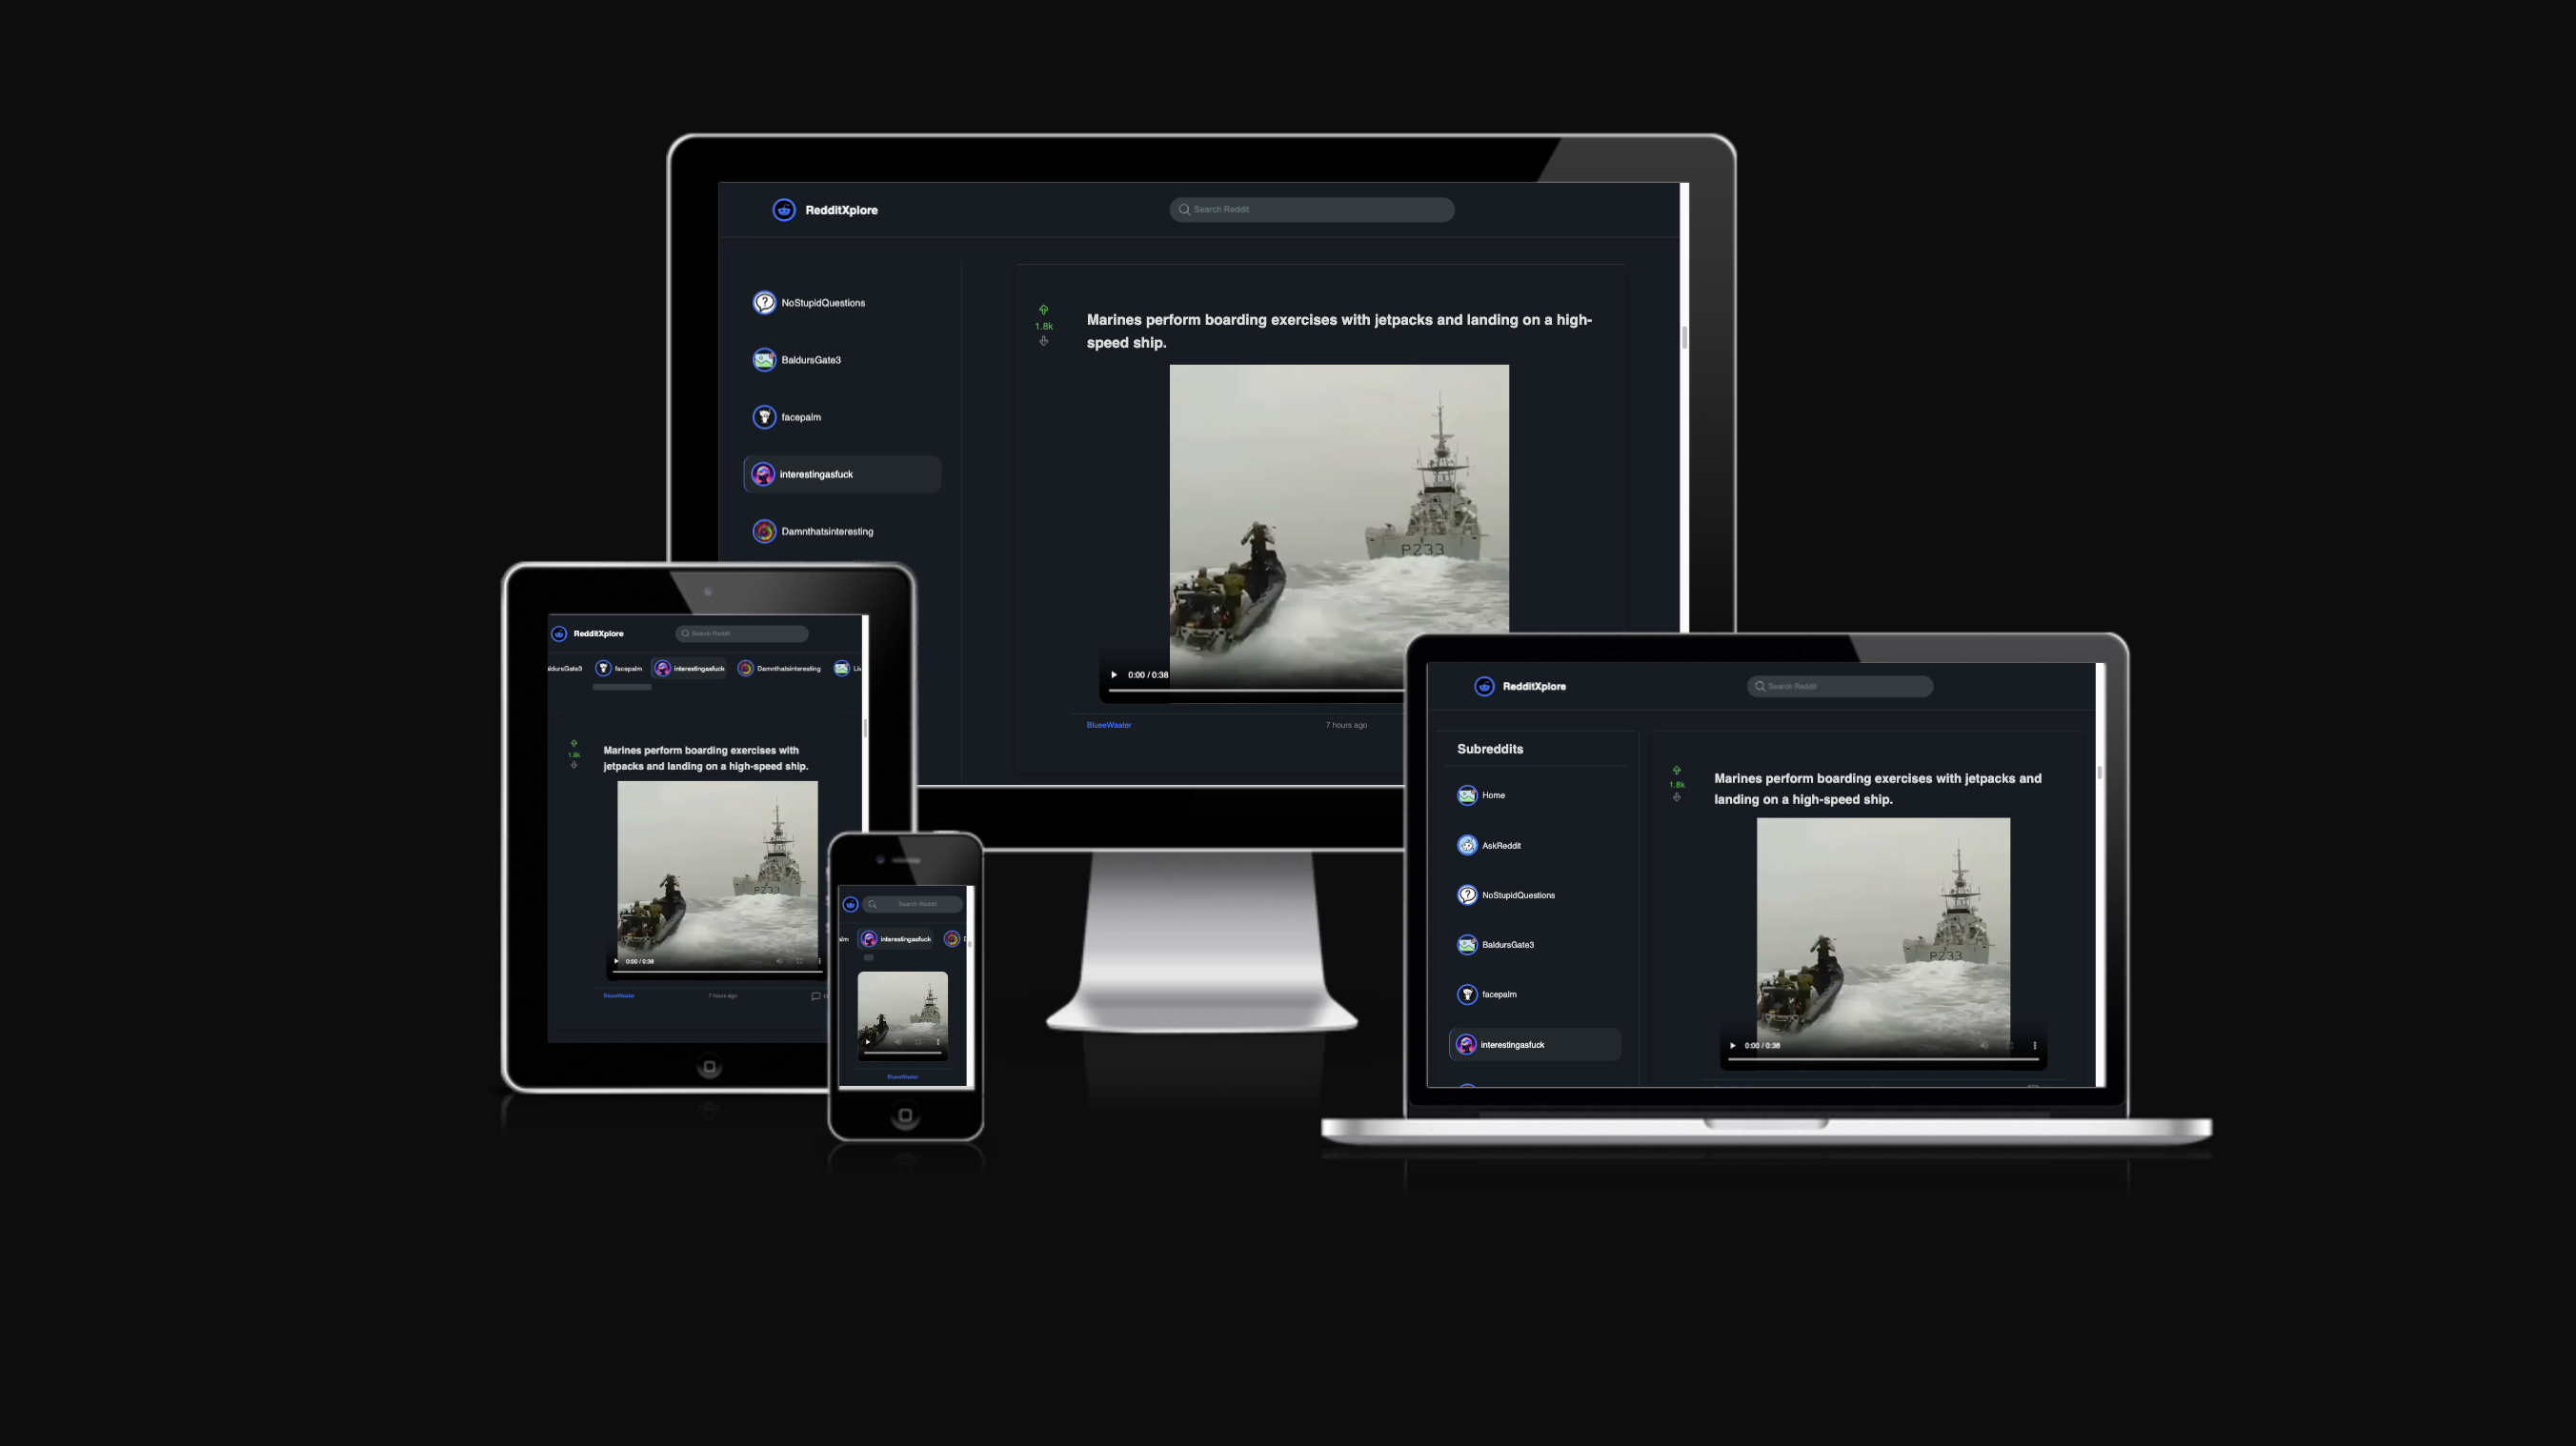 RedditXplore
Search Reddit
NoStupidQuestions
BaldursGate3
facepalm
interestingasfuck
Damnthatsinteresting
1.8k
Marines perform boarding exercises with jetpacks and landing on a high-
speed ship.
P233
0:00 / 0:38
BlueeWaater
7 hours ago
RedditXplore
Search Reddit
aldursGate3
facepalm
interestingasfuck
Damnthatsinteresting
Liv
1.8k
Marines perform boarding exercises with
jetpacks and landing on a high-speed ship.
P233
0:00 / 0:38
BlueeWaater
7 hours ago
Search Reddit
alm
interestingasfuck
BlueeWaater
RedditXplore
Search Reddit
Subreddits
Home
AskReddit
NoStupidQuestions
BaldursGate3
facepalm
interestingasfuck
1.8k
Marines perform boarding exercises with jetpacks and
landing on a high-speed ship.
P233
0:00 / 0:38